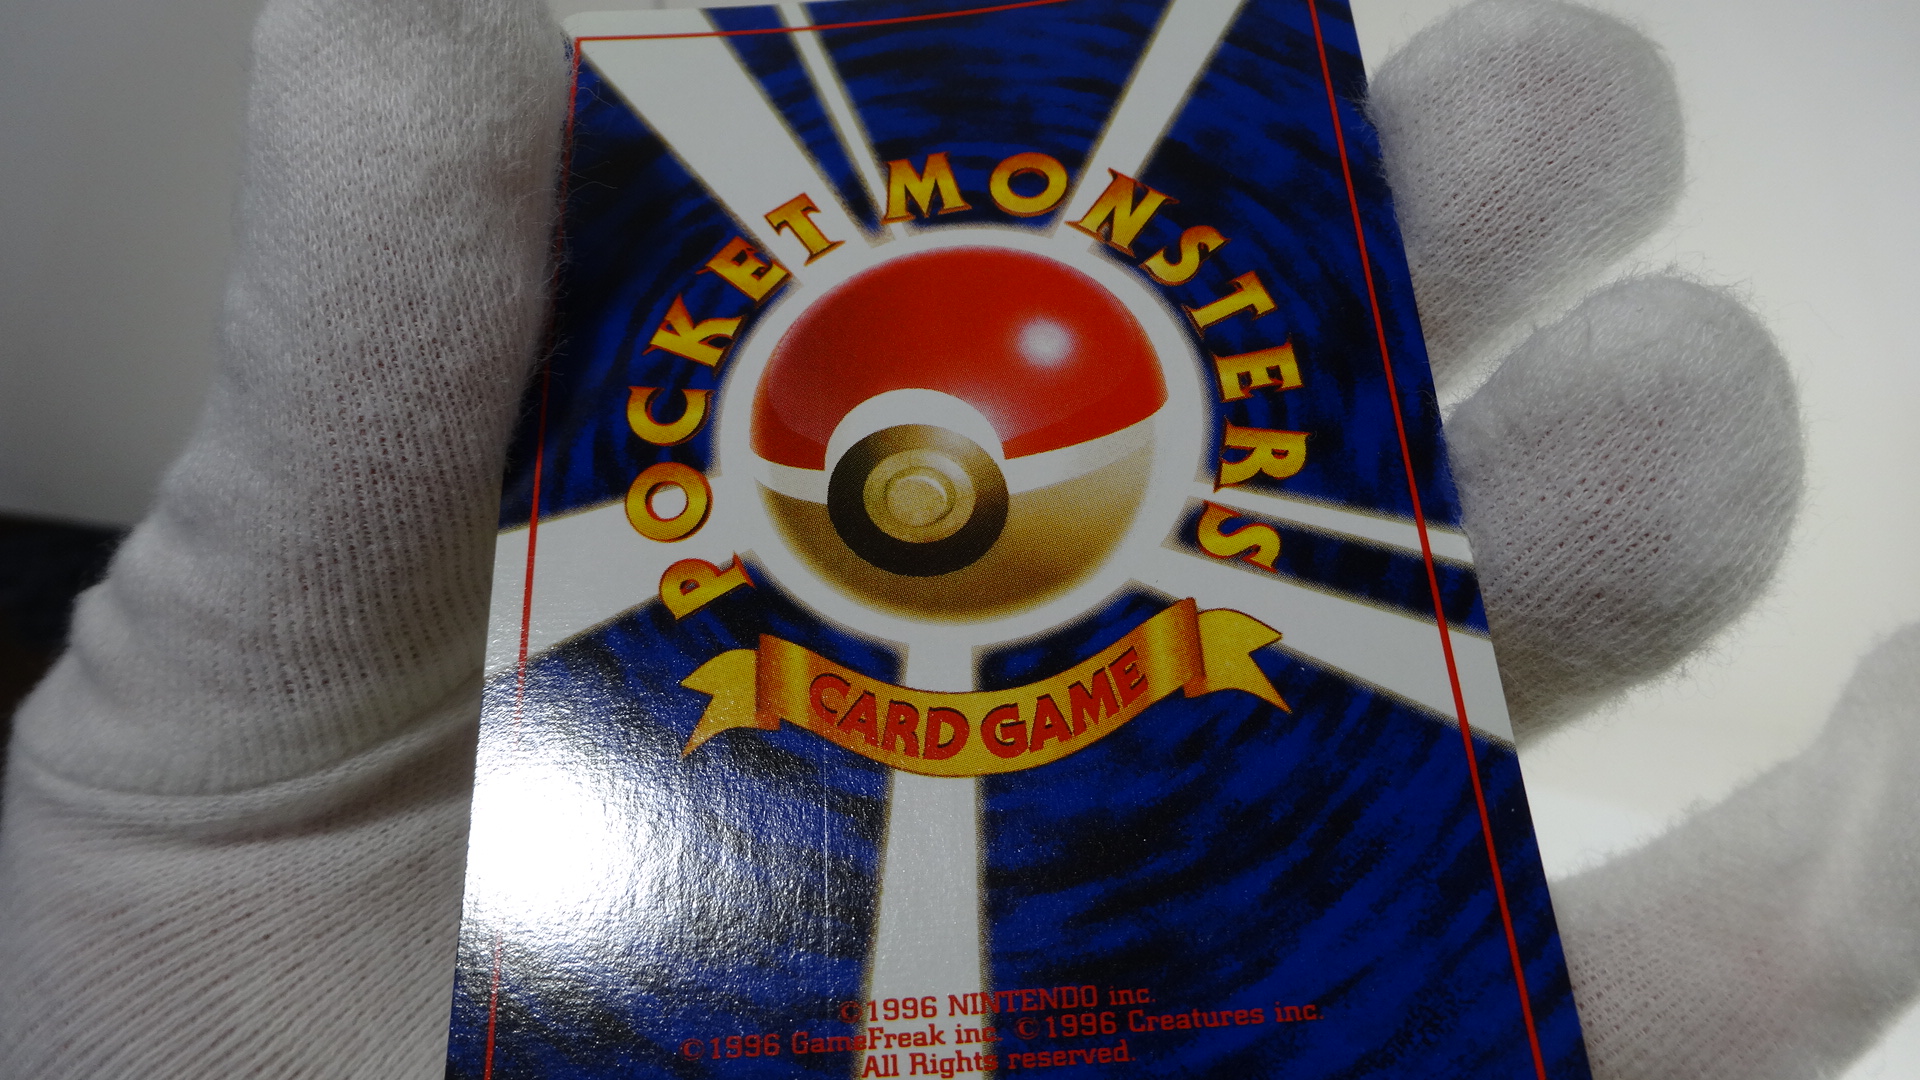 POCKET MONSTERS
CARD GAME
©1996 NINTENDO inc.
©1996 GameFreak inc. ©1996 Creatures inc.
All Rights reserved.